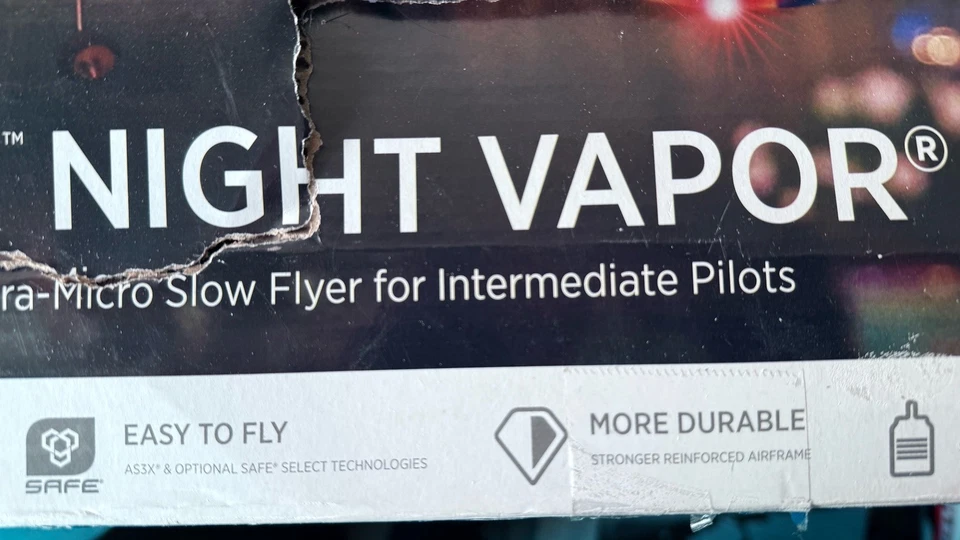 ™ NIGHT VAPOR®
ra-Micro Slow Flyer for Intermediate Pilots
SAFE®
EASY TO FLY
AS3X® & OPTIONAL SAFE® SELECT TECHNOLOGIES
MORE DURABLE
STRONGER REINFORCED AIRFRAME